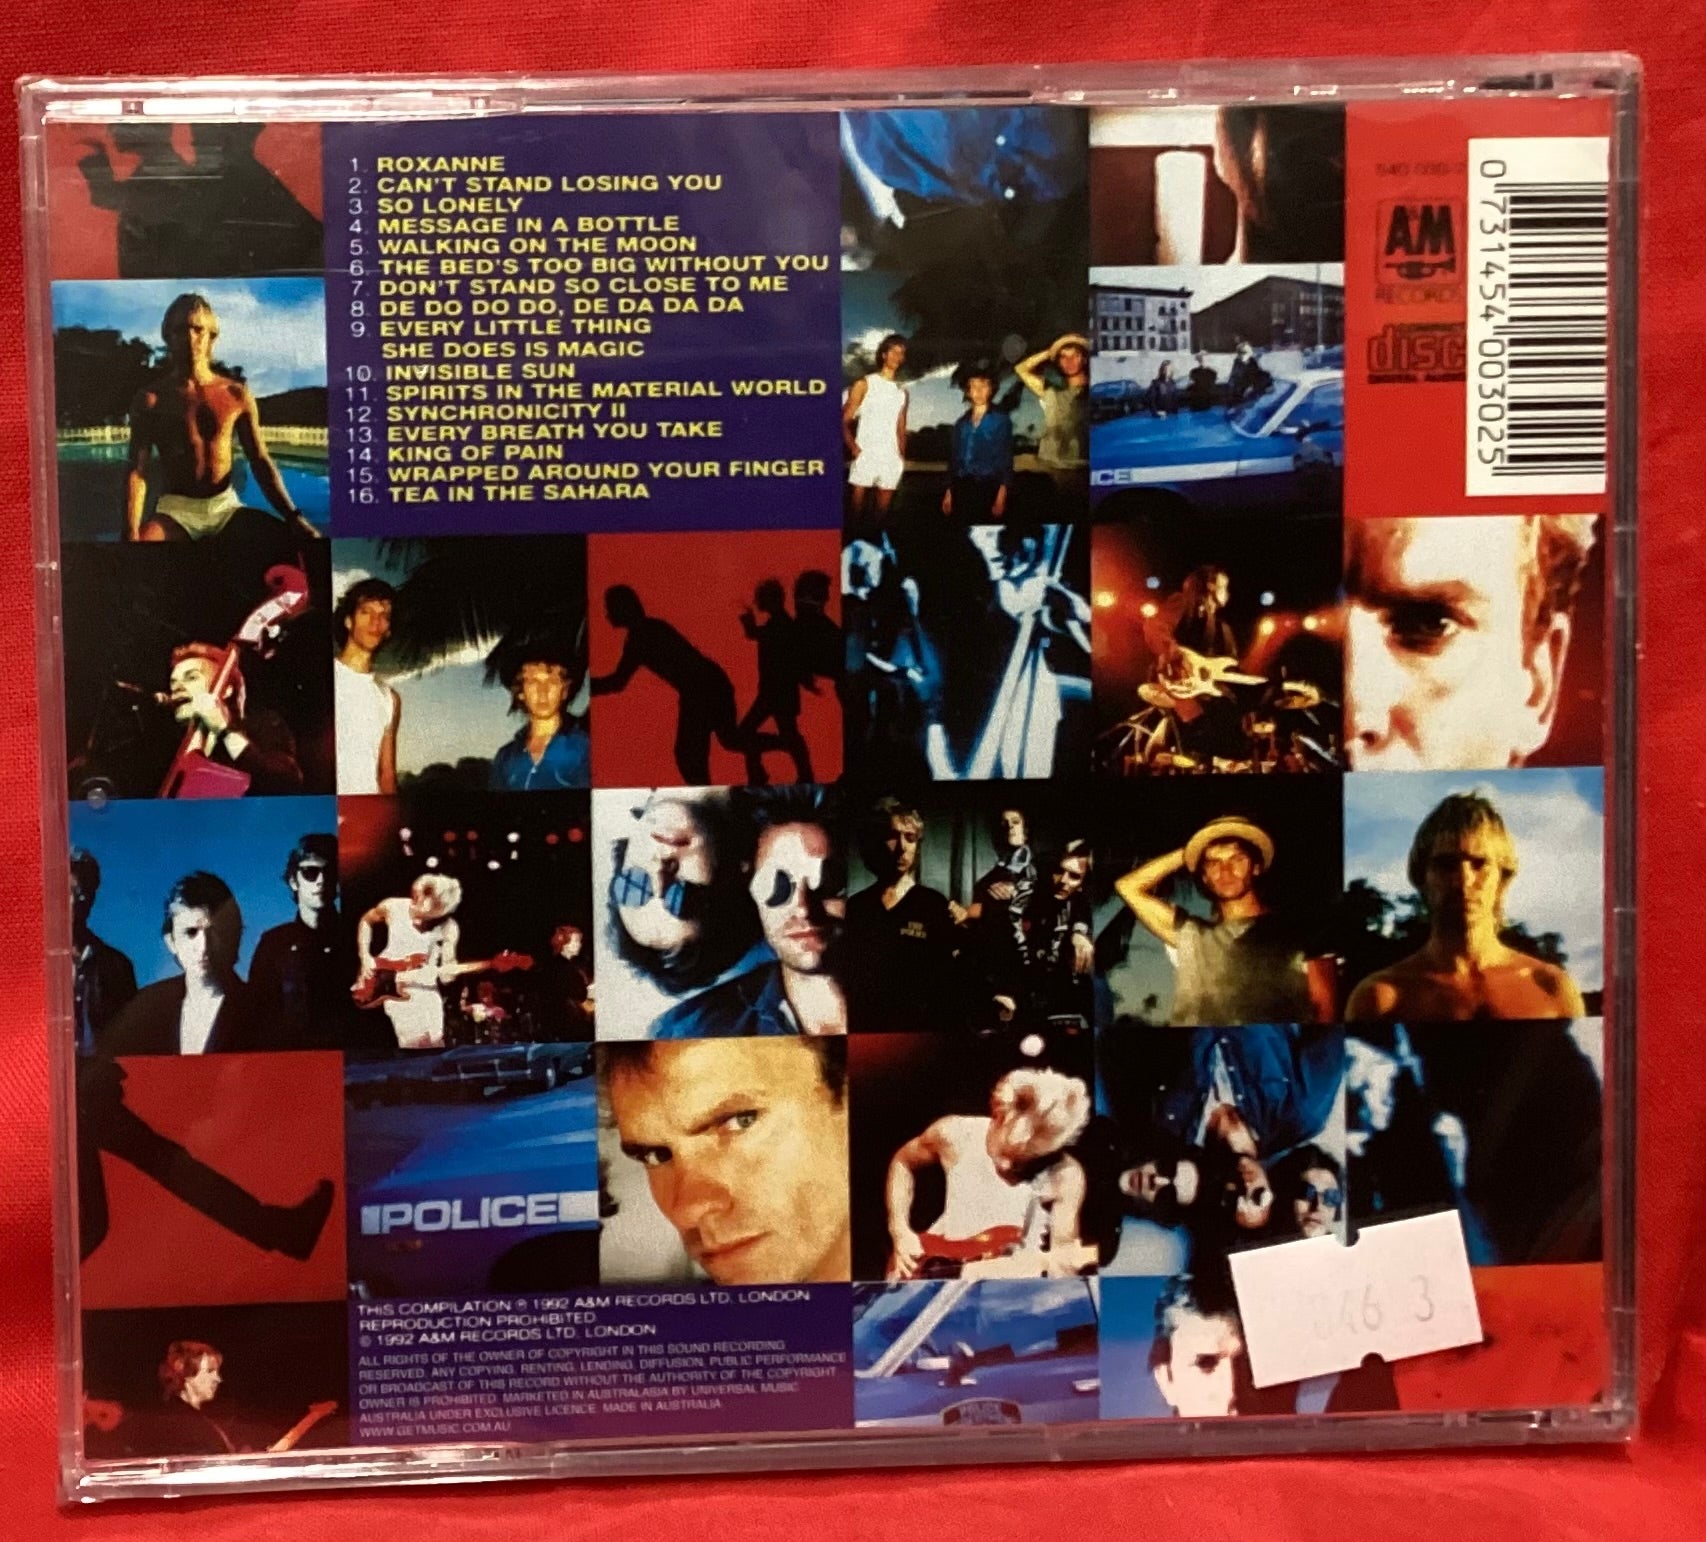 1. ROXANNE
2. CAN'T STAND LOSING YOU
3. SO LONELY
4. MESSAGE IN A BOTTLE
5. WALKING ON THE MOON
6. THE BED'S TOO BIG WITHOUT YOU
7. DON'T STAND SO CLOSE TO ME
8. DE DO DO DO, DE DA DA DA
9. EVERY LITTLE THING
SHE DOES IS MAGIC
10. INVISIBLE SUN
11. SPIRITS IN THE MATERIAL WORLD
12. SYNCHRONICITY II
13. EVERY BREATH YOU TAKE
14. KING OF PAIN
15. WRAPPED AROUND YOUR FINGER
16. TEA IN THE SAHARA
AM
RECORDS
disc
DIGITAL AUDIO
0 731454 003025
ICE
POLICE
THIS COMPILATION ℗ 1992 A&M RECORDS LTD. LONDON
REPRODUCTION PROHIBITED
© 1992 A&M RECORDS LTD. LONDON
ALL RIGHTS OF THE OWNER OF COPYRIGHT IN THIS SOUND RECORDING
RESERVED. ANY COPYING, RENTING, LENDING, DIFFUSION, PUBLIC PERFORMANCE
OR BROADCAST OF THIS RECORD WITHOUT THE AUTHORITY OF THE COPYRIGHT
OWNER IS PROHIBITED. MARKETED IN AUSTRALASIA BY UNIVERSAL MUSIC
AUSTRALIA UNDER EXCLUSIVE LICENCE. MADE IN AUSTRALIA
WWW.GETMUSIC.COM.AU
POLICE